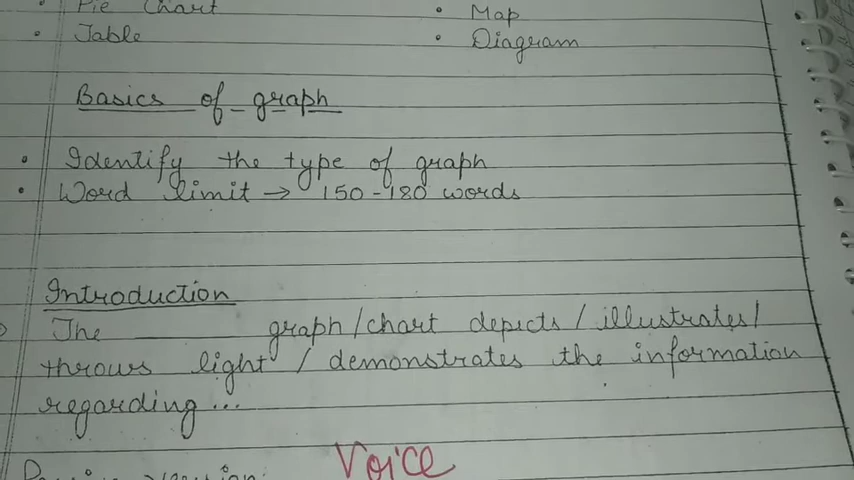 • Pie Chart • Map
• Table • Diagram
Basics of graph
• Identify the type of graph
• Word limit → 150-180 words
Introduction
The ________ graph/chart depicts/illustrates/
throws light / demonstrates the information
regarding ...
Voice